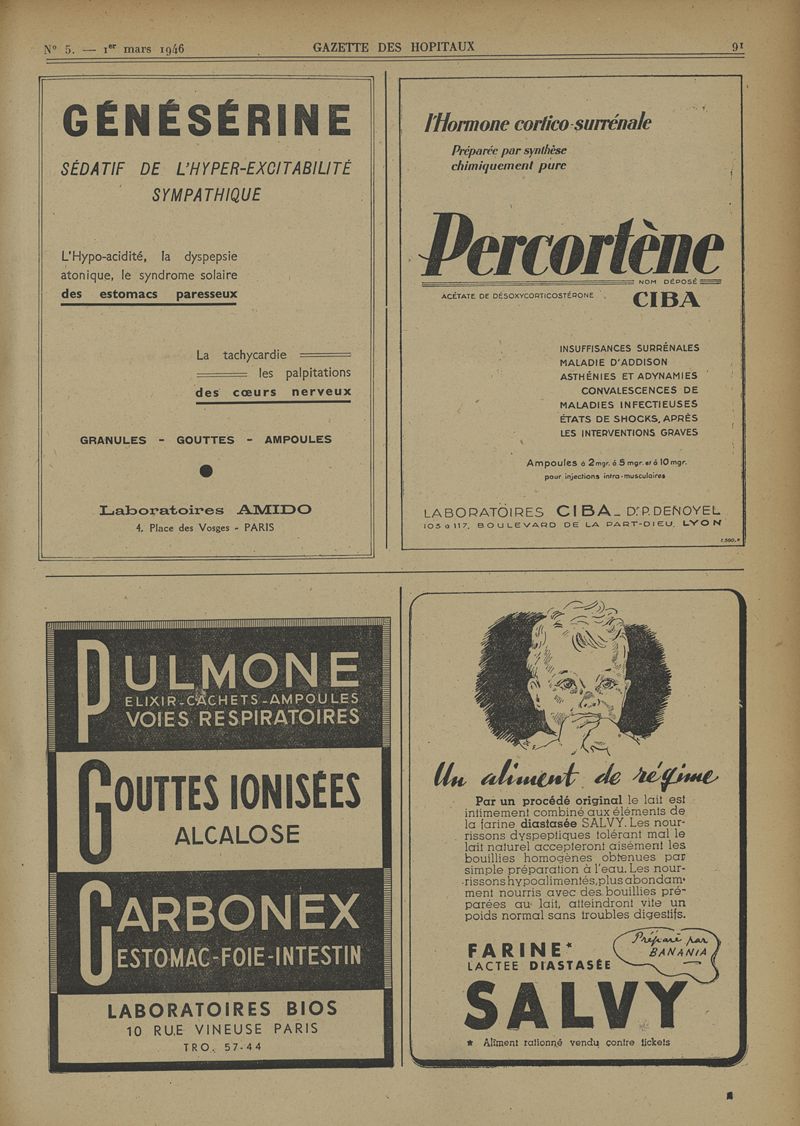 N° 5. — 1er mars 1946
GAZETTE DES HOPITAUX
91
GÉNÉSÉRINE
SÉDATIF DE L'HYPER-EXCITABILITÉ
SYMPATHIQUE
L'Hypo-acidité, la dyspepsie
atonique, le syndrome solaire
des estomacs paresseux
La tachycardie
les palpitations
des cœurs nerveux
GRANULES - GOUTTES - AMPOULES
Laboratoires AMIDO
4, Place des Vosges - PARIS
l'Hormone cortico-surrénale
Préparée par synthèse
chimiquement pure
Percortène
NOM DÉPOSÉ
ACÉTATE DE DÉSOXYCORTICOSTÉRONE
CIBA
INSUFFISANCES SURRÉNALES
MALADIE D'ADDISON
ASTHÉNIES ET ADYNAMIES
CONVALESCENCES DE
MALADIES INFECTIEUSES
ÉTATS DE SHOCKS, APRÈS
LES INTERVENTIONS GRAVES
Ampoules à 2 mgr. à 5 mgr. et à 10 mgr.
pour injections intra-musculaires
LABORATOIRES CIBA_ Dr. P. DENOYEL
103 à 117, BOULEVARD DE LA PART-DIEU, LYON
PULMONE
ELIXIR-CACHETS-AMPOULES
VOIES RESPIRATOIRES
GOUTTES IONISÉES
ALCALOSE
CARBONEX
ESTOMAC-FOIE-INTESTIN
LABORATOIRES BIOS
10 RUE VINEUSE PARIS
TRO. 57-44
Un aliment de régime
Par un procédé original le lait est
intimement combiné aux éléments de
la farine diastasée SALVY. Les nour-
rissons dyspeptiques tolérant mal le
lait naturel accepteront aisément les
bouillies homogènes obtenues par
simple préparation à l'eau. Les nour-
rissons hypoalimentés, plus abondam-
ment nourris avec des bouillies pré-
parées au lait, atteindront vite un
poids normal sans troubles digestifs.
FARINE*
LACTEE DIASTASÉE
Préparé par
BANANIA
SALVY
* Aliment rationné vendu contre tickets